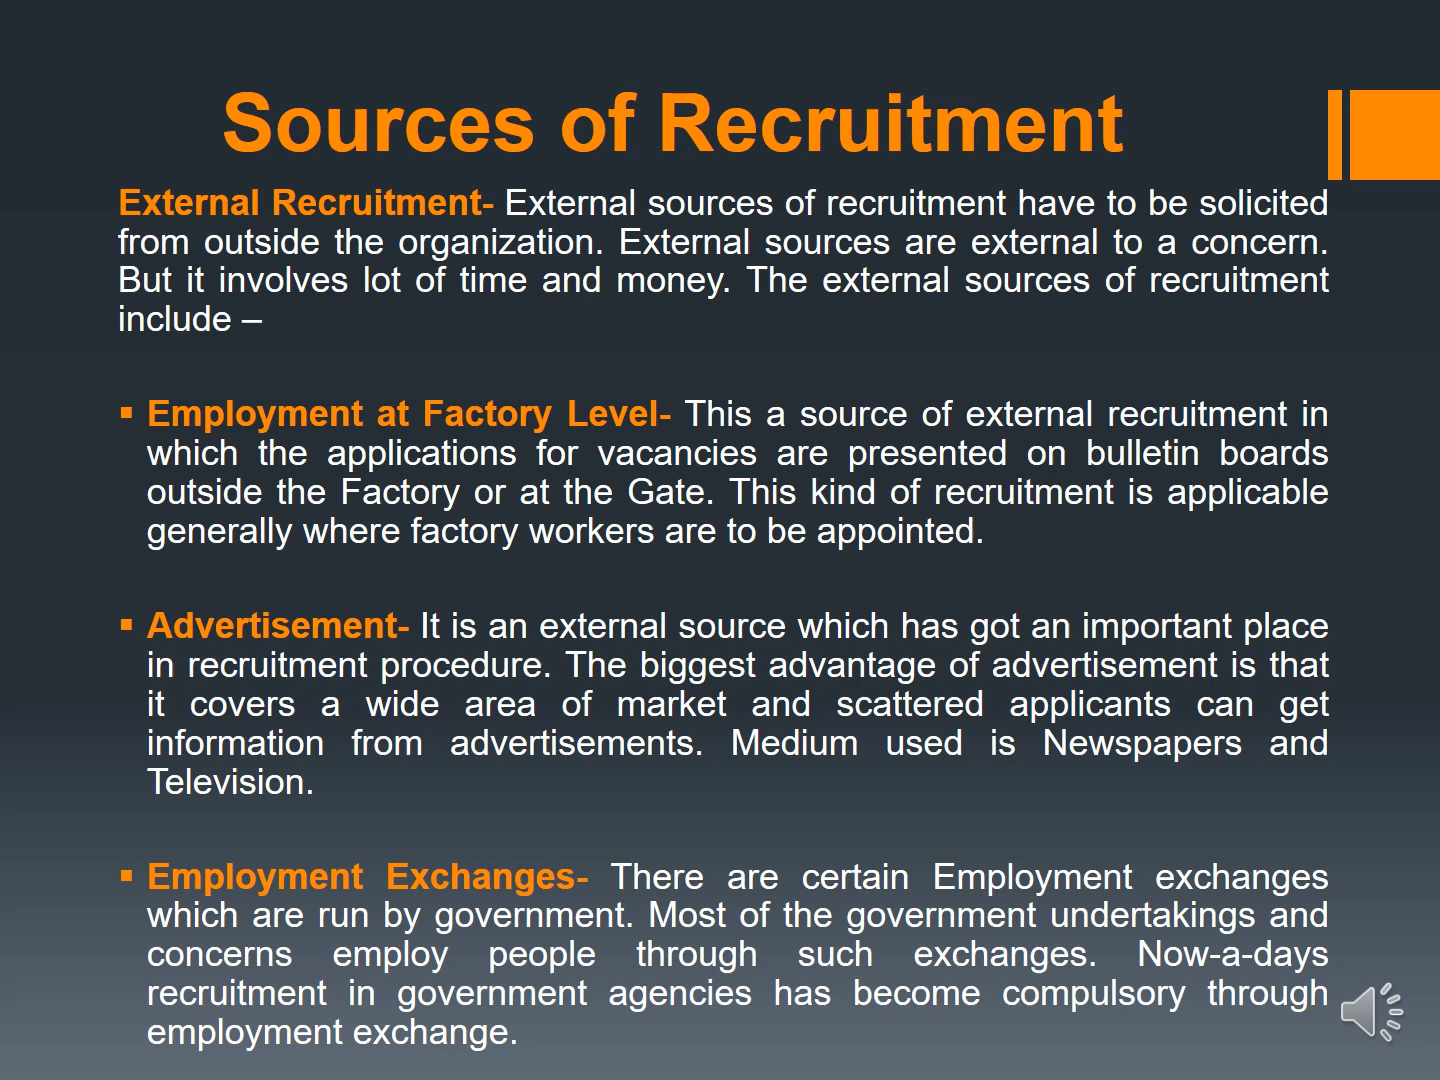 Sources of Recruitment
External Recruitment- External sources of recruitment have to be solicited
from outside the organization. External sources are external to a concern.
But it involves lot of time and money. The external sources of recruitment
include –
▪ Employment at Factory Level- This a source of external recruitment in
which the applications for vacancies are presented on bulletin boards
outside the Factory or at the Gate. This kind of recruitment is applicable
generally where factory workers are to be appointed.
▪ Advertisement- It is an external source which has got an important place
in recruitment procedure. The biggest advantage of advertisement is that
it covers a wide area of market and scattered applicants can get
information from advertisements. Medium used is Newspapers and
Television.
▪ Employment Exchanges- There are certain Employment exchanges
which are run by government. Most of the government undertakings and
concerns employ people through such exchanges. Now-a-days
recruitment in government agencies has become compulsory through
employment exchange.